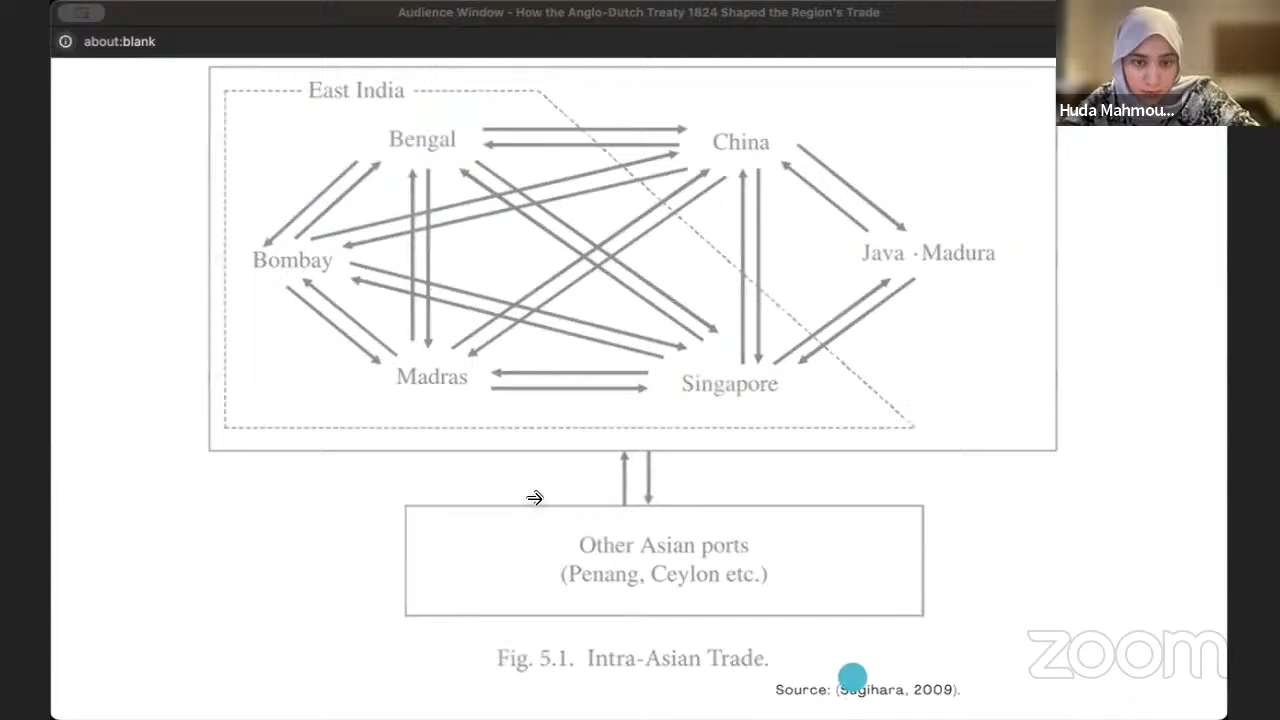 Audience Window - How the Anglo-Dutch Treaty 1824 Shaped the Region's Trade
about:blank
Huda Mahmou...
East India
Bengal
China
Bombay
Java · Madura
Madras
Singapore
Other Asian ports
(Penang, Ceylon etc.)
Fig. 5.1. Intra-Asian Trade.
Source: (Sugihara, 2009).
zoom